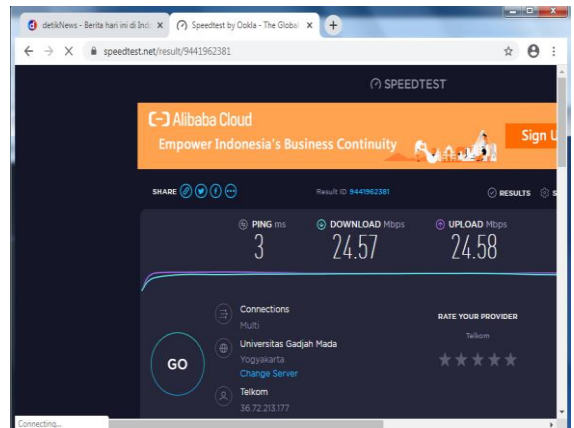 detikNews - Berita hari ini di Indo
Speedtest by Ookla - The Global
speedtest.net/result/9441962381
SPEEDTEST
Alibaba Cloud
Empower Indonesia's Business Continuity
Sign U
SHARE
Result ID 9441962381
RESULTS
S
PING ms
DOWNLOAD Mbps
UPLOAD Mbps
3
24.57
24.58
Connections
Multi
RATE YOUR PROVIDER
Telkom
Universitas Gadjah Mada
Yogyakarta
Change Server
GO
Telkom
36.72.213.177
Connecting...